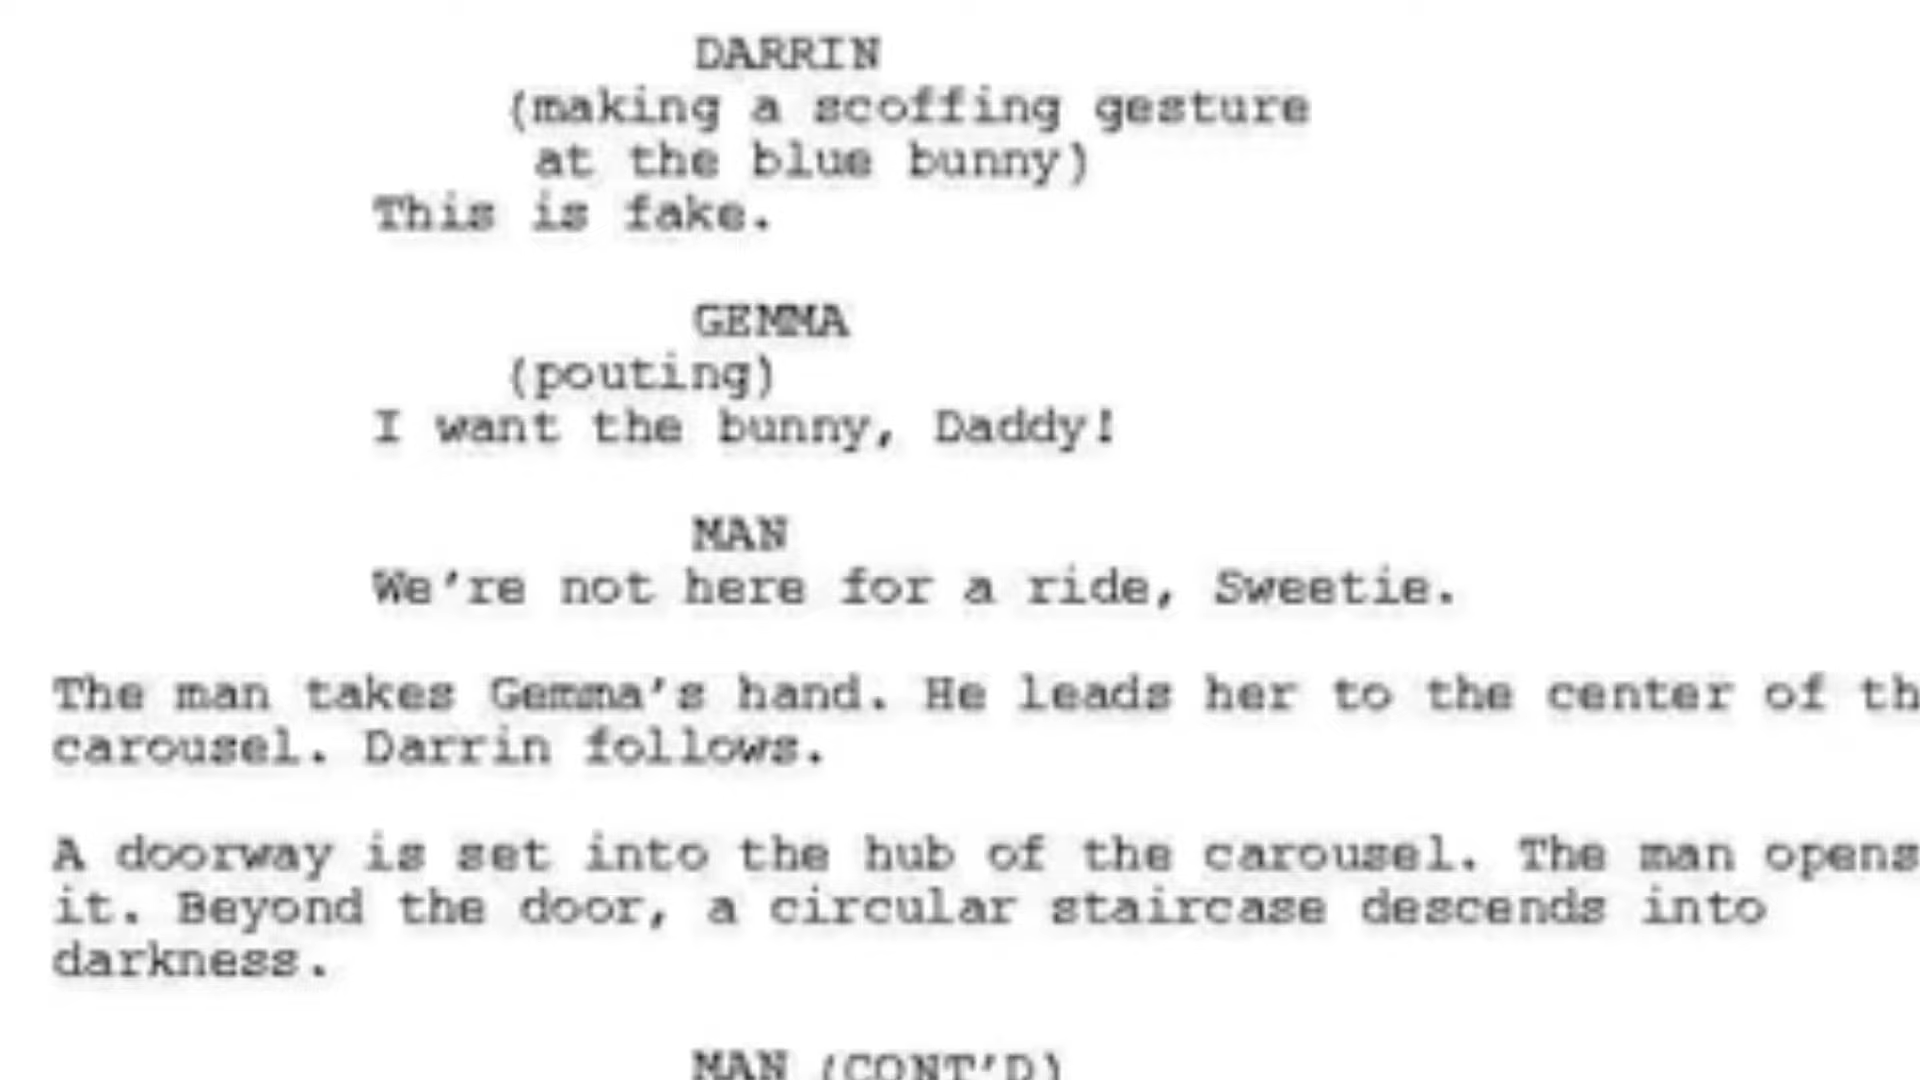 DARRIN
(making a scoffing gesture
at the blue bunny)
This is fake.
GEMMA
(pouting)
I want the bunny, Daddy!
MAN
We're not here for a ride, Sweetie.
The man takes Gemma's hand. He leads her to the center of th
carousel. Darrin follows.
A doorway is set into the hub of the carousel. The man opens
it. Beyond the door, a circular staircase descends into
darkness.
MAN (CONT'D)